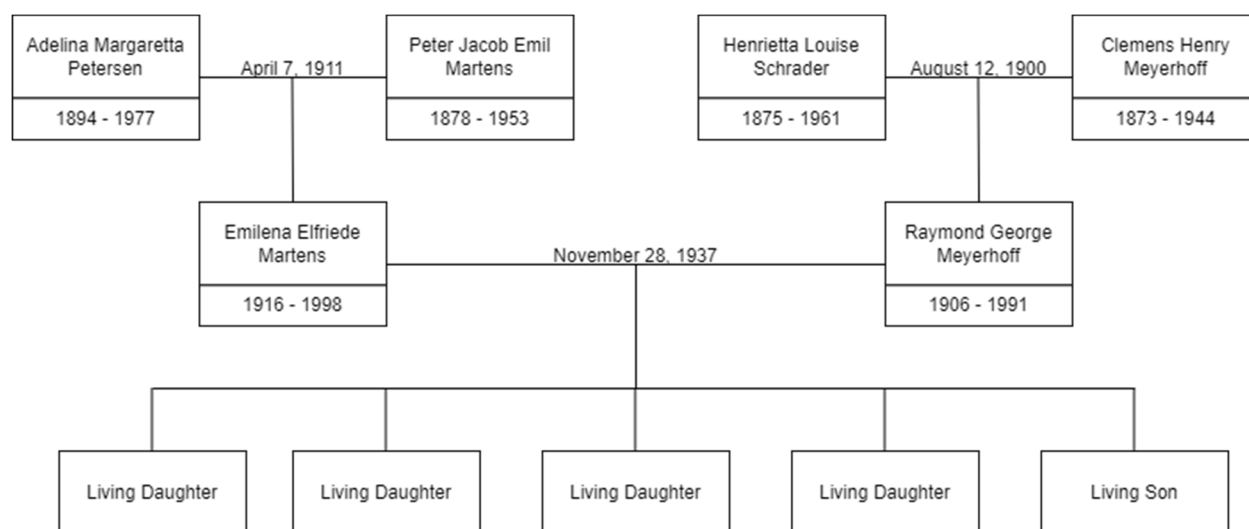 Adelina Margaretta
Petersen
1894 - 1977
April 7, 1911
Peter Jacob Emil
Martens
1878 - 1953
Henrietta Louise
Schrader
1875 - 1961
August 12, 1900
Clemens Henry
Meyerhoff
1873 - 1944
Emilena Elfriede
Martens
1916 - 1998
November 28, 1937
Raymond George
Meyerhoff
1906 - 1991
Living Daughter
Living Daughter
Living Daughter
Living Daughter
Living Son